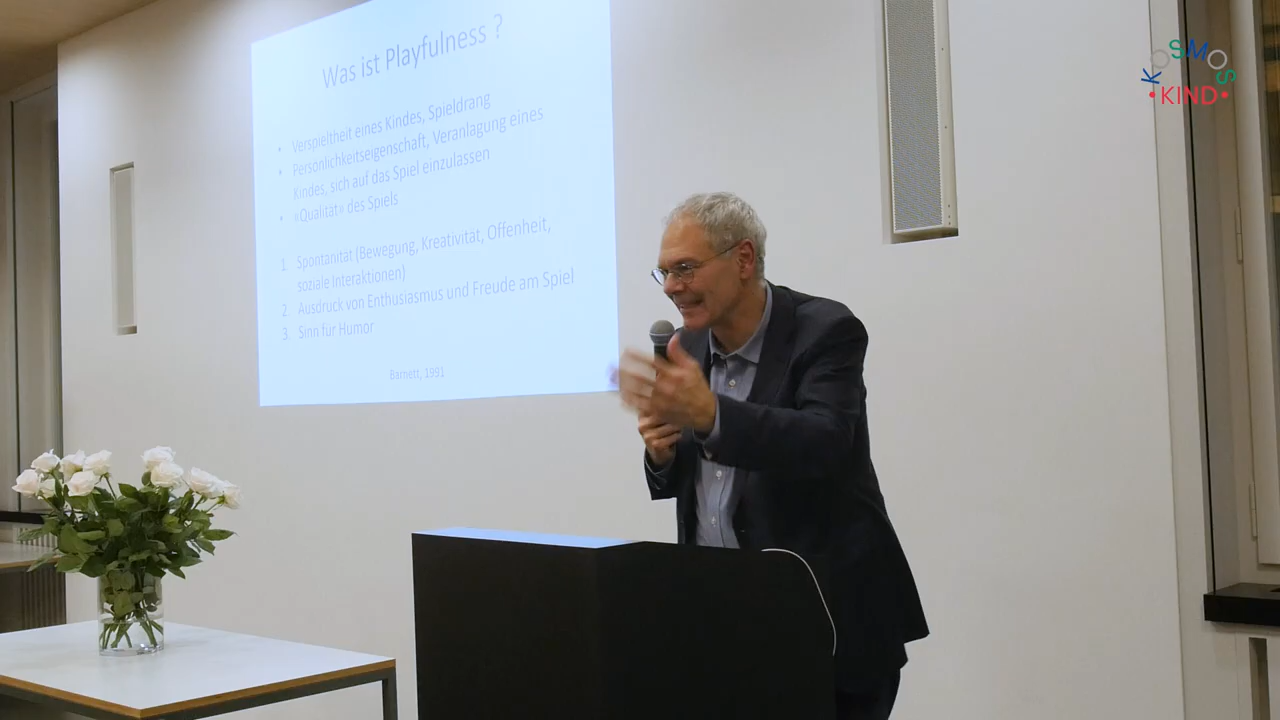 Was ist Playfulness ?
• Verspieltheit eines Kindes, Spieldrang
• Persönlichkeitseigenschaft, Veranlagung eines
Kindes, sich auf das Spiel einzulassen
• «Qualität» des Spiels
1. Spontanität (Bewegung, Kreativität, Offenheit,
soziale Interaktionen)
2. Ausdruck von Enthusiasmus und Freude am Spiel
3. Sinn für Humor
Barnett, 1991
KOSMOS
•KIND•